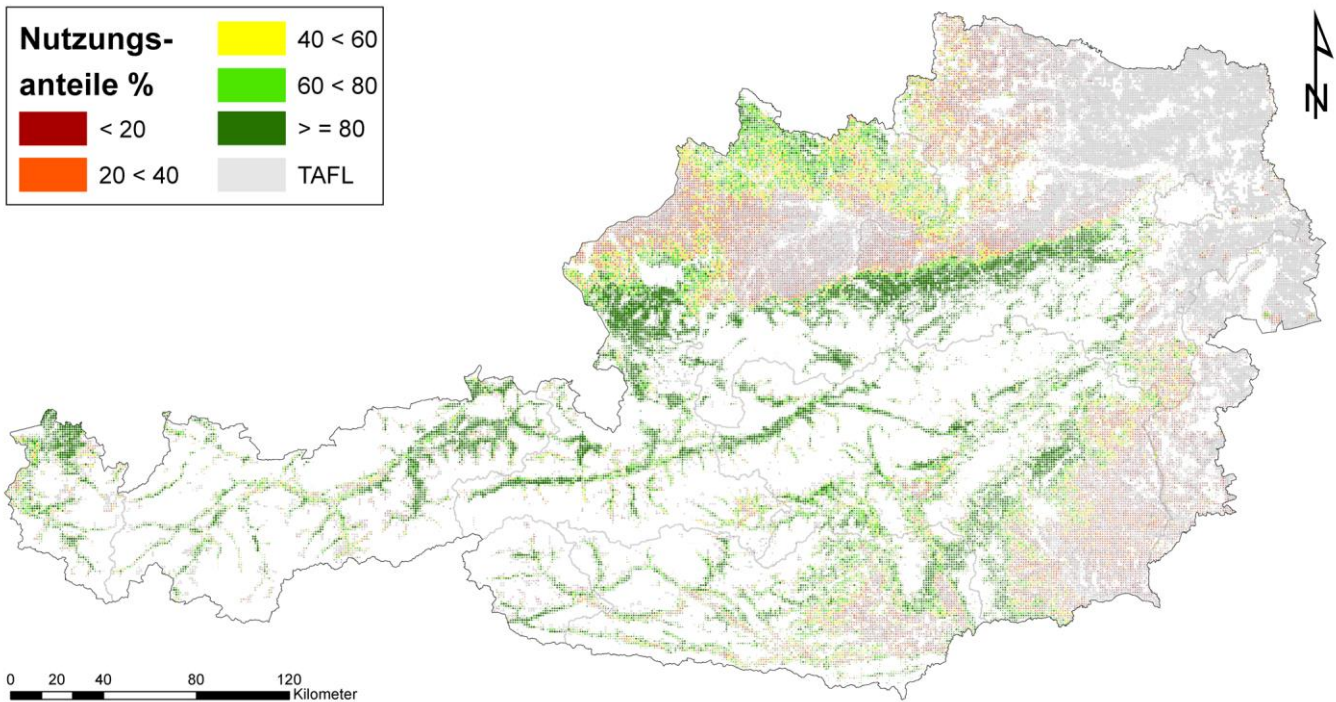 Nutzungs-
anteile %
< 20
20 < 40
40 < 60
60 < 80
> = 80
TAFL
N
0 20 40 80 120
Kilometer